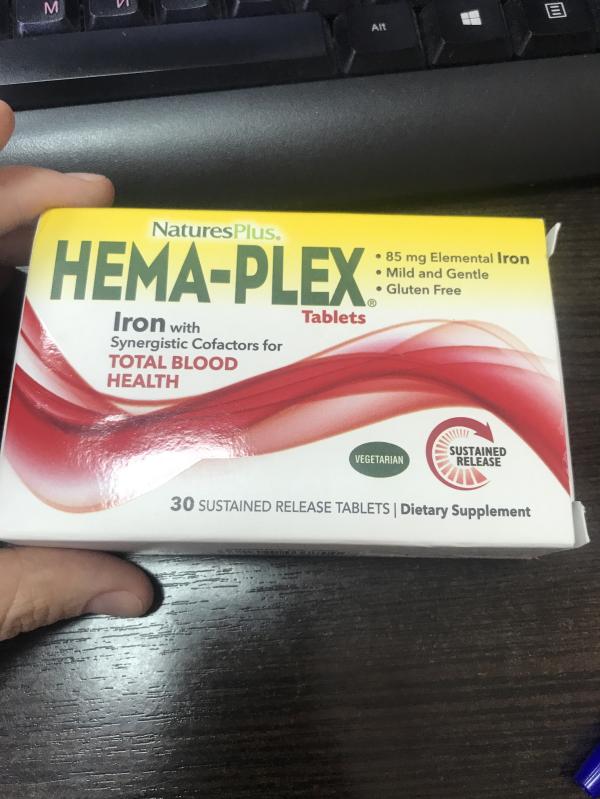 М
И
Alt
NaturesPlus®
HEMA-PLEX®
Tablets
• 85 mg Elemental Iron
• Mild and Gentle
• Gluten Free
Iron with
Synergistic Cofactors for
TOTAL BLOOD
HEALTH
VEGETARIAN
SUSTAINED
RELEASE
30 SUSTAINED RELEASE TABLETS | Dietary Supplement